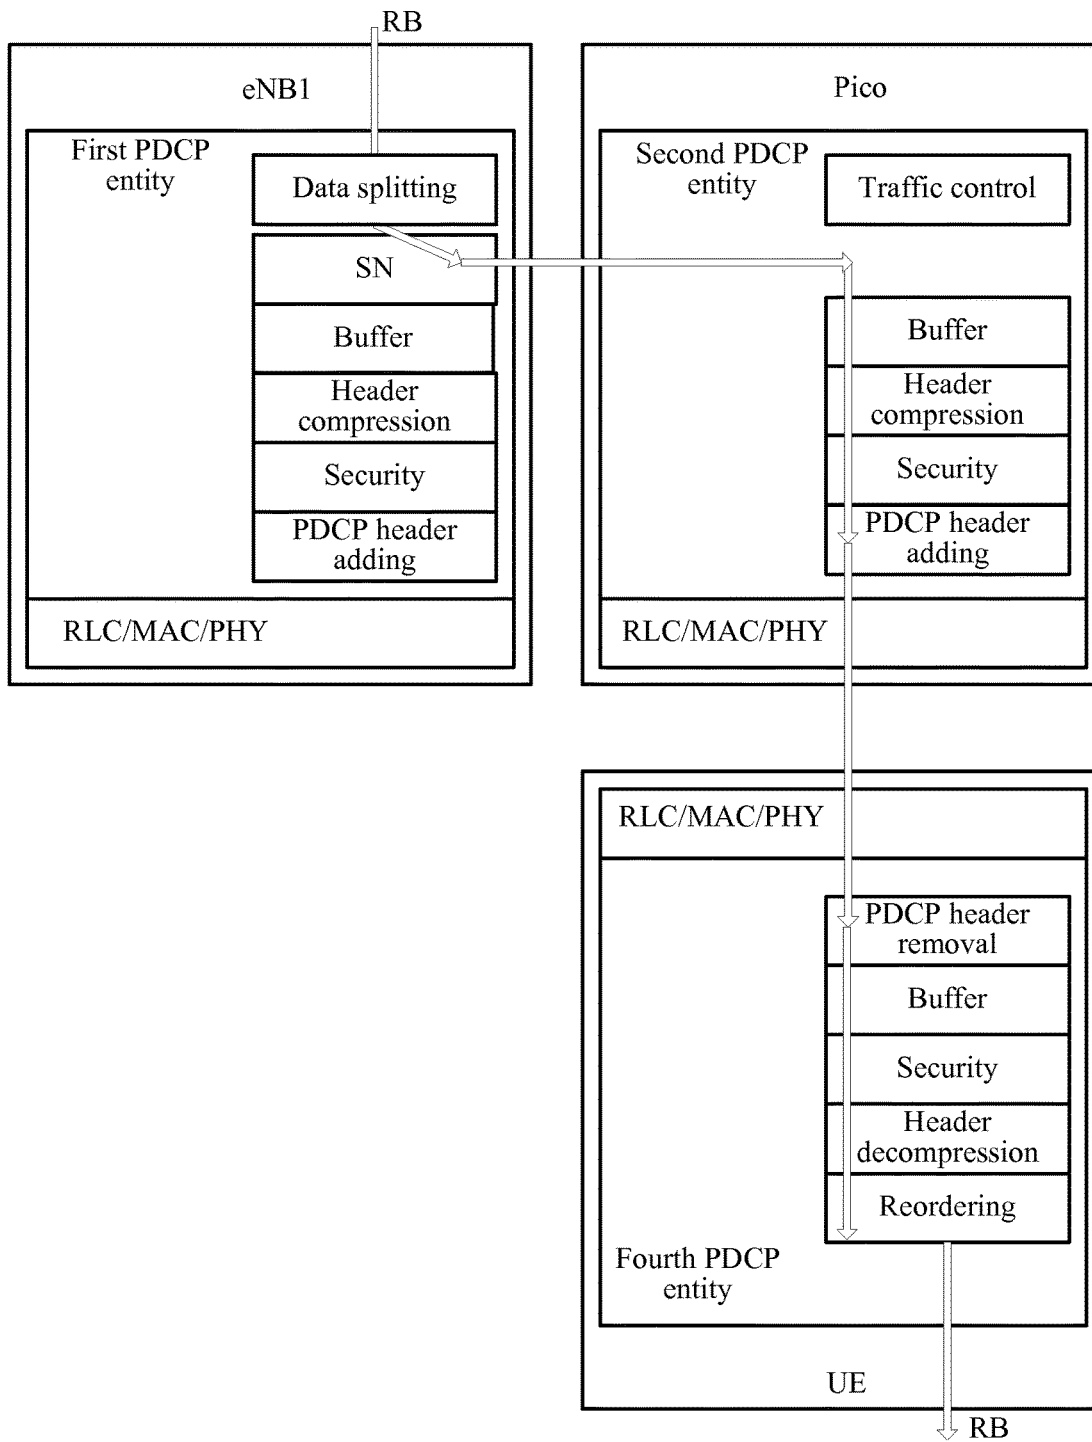 RB
eNB1
First PDCP
entity
Data splitting
SN
Buffer
Header
compression
Security
PDCP header
adding
RLC/MAC/PHY
Pico
Second PDCP
entity
Traffic control
Buffer
Header
compression
Security
PDCP header
adding
RLC/MAC/PHY
RLC/MAC/PHY
PDCP header
removal
Buffer
Security
Header
decompression
Reordering
Fourth PDCP
entity
UE
RB